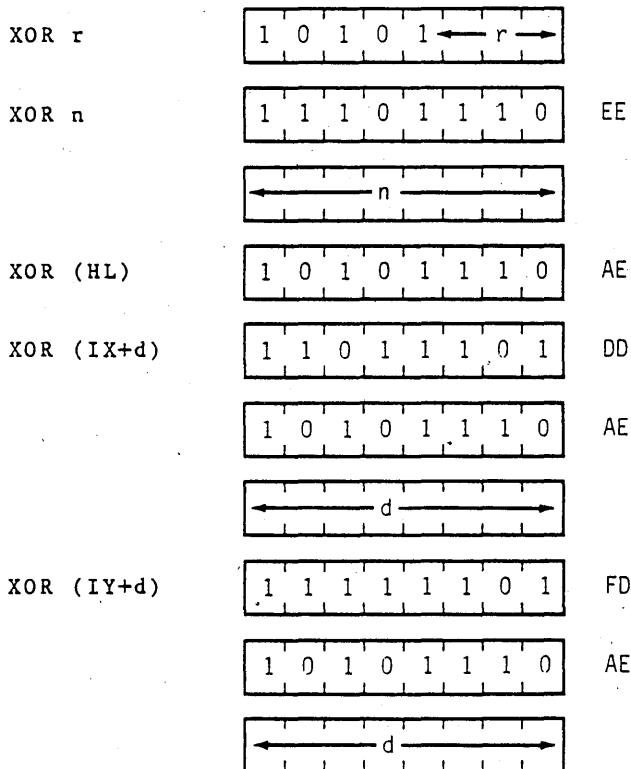 XOR r 1 0 1 0 1 r
XOR n 1 1 1 0 1 1 1 0 EE
n
XOR (HL) 1 0 1 0 1 1 1 0 AE
XOR (IX+d) 1 1 0 1 1 1 0 1 DD
1 0 1 0 1 1 1 0 AE
d
XOR (IY+d) 1 1 1 1 1 1 0 1 FD
1 0 1 0 1 1 1 0 AE
d